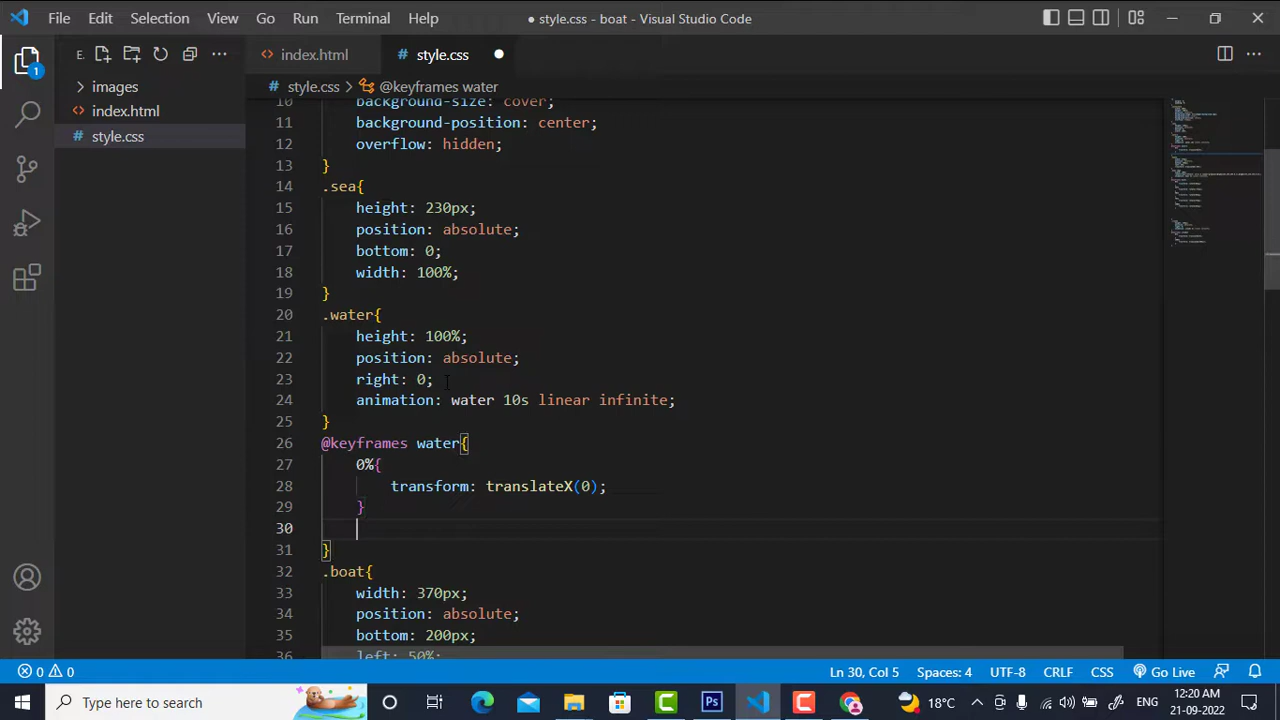 File Edit Selection View Go Run Terminal Help
● style.css - boat - Visual Studio Code
E.
index.html
style.css
style.css > @keyframes water
images
index.html
style.css
1
10 background-size: cover;
11 background-position: center;
12 overflow: hidden;
13 }
14 .sea{
15 height: 230px;
16 position: absolute;
17 bottom: 0;
18 width: 100%;
19 }
20 .water{
21 height: 100%;
22 position: absolute;
23 right: 0;
24 animation: water 10s linear infinite;
25 }
26 @keyframes water{
27 0%{
28 transform: translateX(0);
29 }
30
31 }
32 .boat{
33 width: 370px;
34 position: absolute;
35 bottom: 200px;
36 left: 50%;
0 0 Ln 30, Col 5 Spaces: 4 UTF-8 CRLF CSS Go Live
Type here to search
Ps
18°C
ENG
12:20 AM
21-09-2022